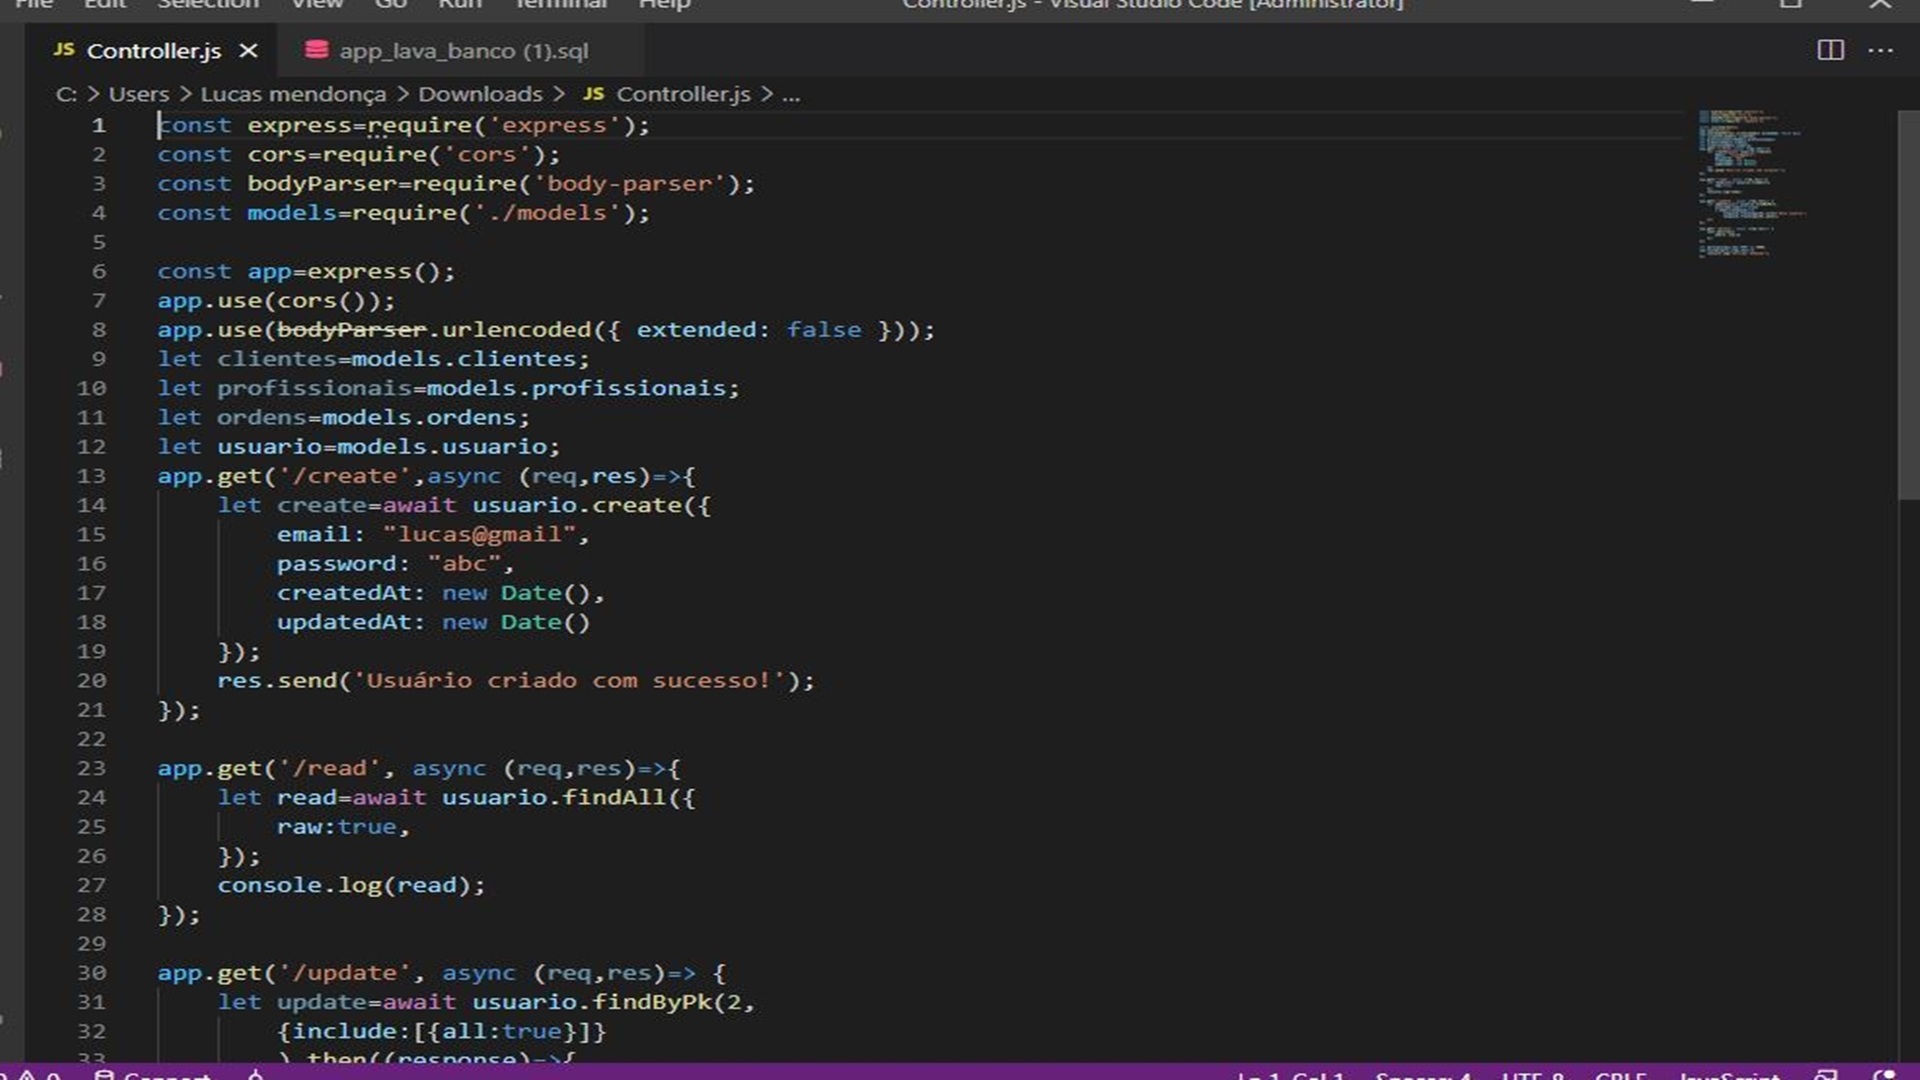 File Edit Selection View Go Run Terminal Help Controller.js - Visual Studio Code [Administrator]
JS Controller.js app_lava_banco (1).sql
C: > Users > Lucas mendonça > Downloads > JS Controller.js > ...
1 const express=require('express');
2 const cors=require('cors');
3 const bodyParser=require('body-parser');
4 const models=require('./models');
5
6 const app=express();
7 app.use(cors());
8 app.use(bodyParser.urlencoded({ extended: false }));
9 let clientes=models.clientes;
10 let profissionais=models.profissionais;
11 let ordens=models.ordens;
12 let usuario=models.usuario;
13 app.get('/create',async (req,res)=>{
14 let create=await usuario.create({
15 email: "lucas@gmail",
16 password: "abc",
17 createdAt: new Date(),
18 updatedAt: new Date()
19 });
20 res.send('Usuário criado com sucesso!');
21 });
22
23 app.get('/read', async (req,res)=>{
24 let read=await usuario.findAll({
25 raw:true,
26 });
27 console.log(read);
28 });
29
30 app.get('/update', async (req,res)=> {
31 let update=await usuario.findByPk(2,
32 {include:[{all:true}]}
33 ).then((response)=>{
0 Connect Ln 1, Col 1 Spaces: 4 UTF-8 CRLF JavaScript